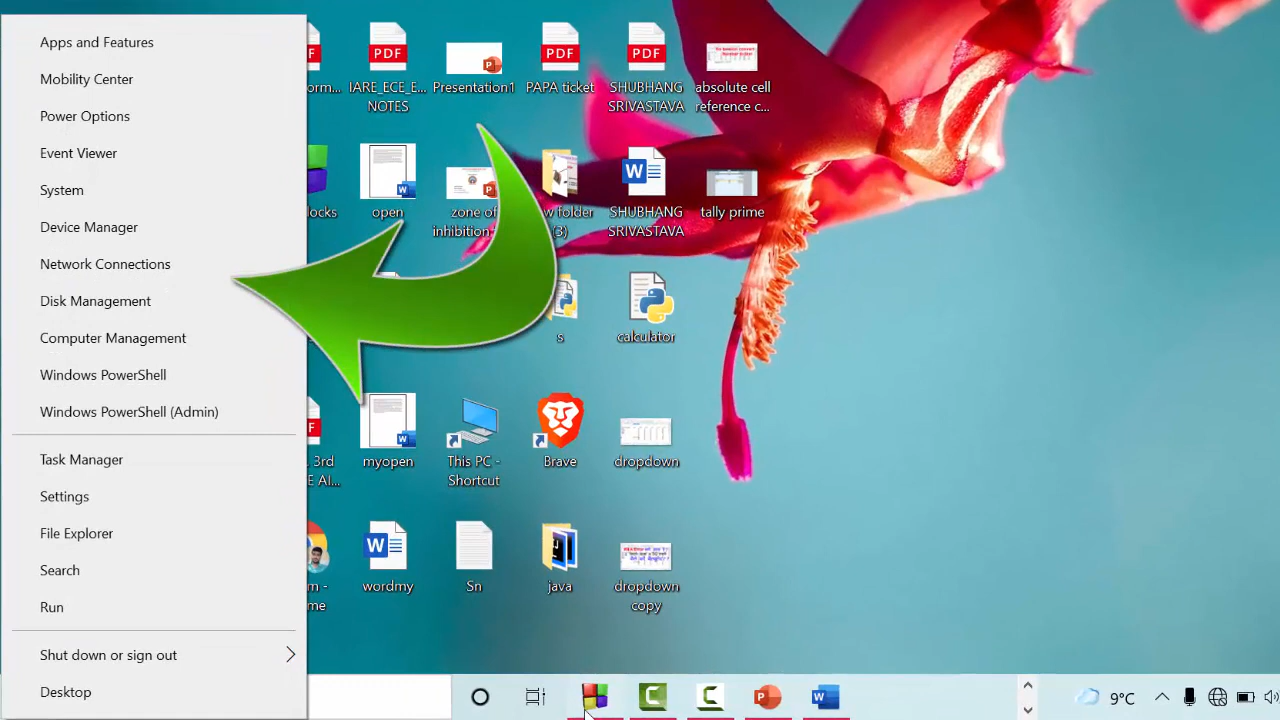 Apps and Features
Mobility Center
Power Options
Event Viewer
System
Device Manager
Network Connections
Disk Management
Computer Management
Windows PowerShell
Windows PowerShell (Admin)
Task Manager
Settings
File Explorer
Search
Run
Shut down or sign out
Desktop
PDF
IARE_ECE_E...
NOTES
Presentation1
PDF
PAPA ticket
PDF
SHUBHANG
SRIVASTAVA
absolute cell
reference c...
open
zone of
inhibition
(3)
SHUBHANG
SRIVASTAVA
tally prime
s
calculator
3rd
myopen
This PC -
Shortcut
Brave
dropdown
wordmy
Sn
java
dropdown
copy
9°C